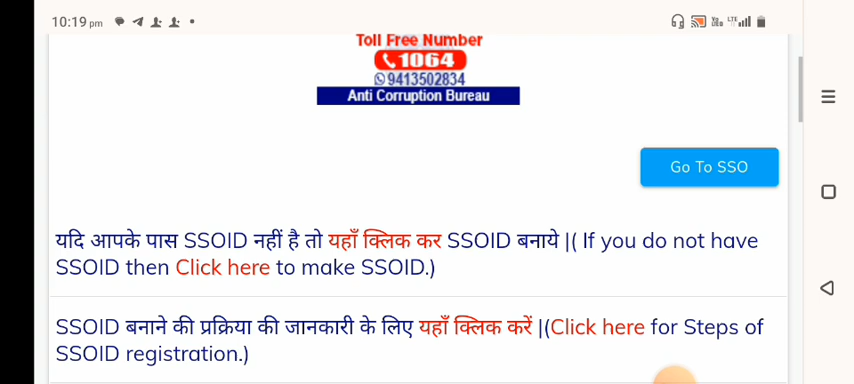 10:19 pm
Toll Free Number
1064
9413502834
Anti Corruption Bureau
Go To SSO
यदि आपके पास SSOID नहीं है तो यहाँ क्लिक कर SSOID बनाये |( If you do not have
SSOID then Click here to make SSOID.)
SSOID बनाने की प्रक्रिया की जानकारी के लिए यहाँ क्लिक करें |(Click here for Steps of
SSOID registration.)